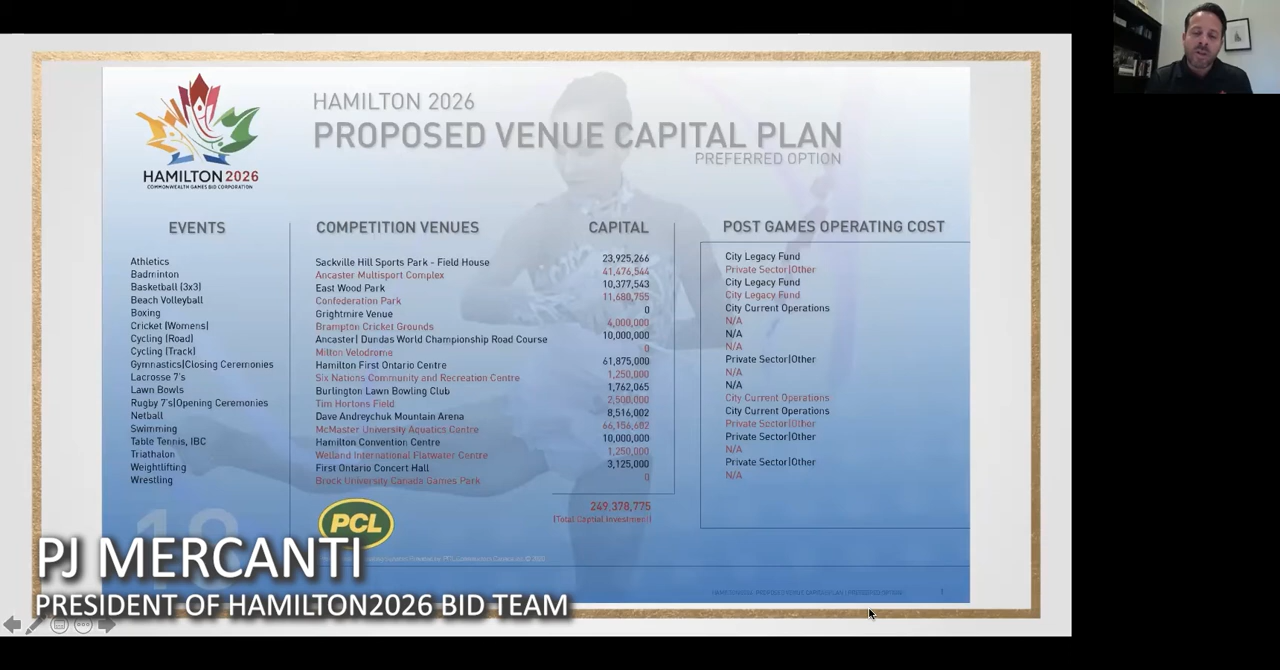 HAMILTON 2026
PROPOSED VENUE CAPITAL PLAN
PREFERRED OPTION
HAMILTON 2026
COMMONWEALTH GAMES BID CORPORATION
EVENTS COMPETITION VENUES CAPITAL POST GAMES OPERATING COST
Athletics Sackville Hill Sports Park - Field House 23,925,266 City Legacy Fund
Badminton Ancaster Multisport Complex 41,476,544 Private Sector|Other
Basketball (3x3) East Wood Park 10,377,543 City Legacy Fund
Beach Volleyball Confederation Park 11,680,755 City Legacy Fund
Boxing Grightmire Venue 0 City Current Operations
Cricket (Womens) Brampton Cricket Grounds 4,000,000 N/A
Cycling (Road) Ancaster| Dundas World Championship Road Course 10,000,000 N/A
Cycling (Track) Milton Velodrome 0 N/A
Gymnastics|Closing Ceremonies Hamilton First Ontario Centre 61,875,000 Private Sector|Other
Lacrosse 7's Six Nations Community and Recreation Centre 1,250,000 N/A
Lawn Bowls Burlington Lawn Bowling Club 1,762,065 N/A
Rugby 7's|Opening Ceremonies Tim Hortons Field 2,500,000 City Current Operations
Netball Dave Andreychuk Mountain Arena 8,516,002 City Current Operations
Swimming McMaster University Aquatics Centre 66,156,602 Private Sector|Other
Table Tennis, IBC Hamilton Convention Centre 10,000,000 Private Sector|Other
Triathalon Welland International Flatwater Centre 1,250,000 N/A
Weightlifting First Ontario Concert Hall 3,125,000 Private Sector|Other
Wrestling Brock University Canada Games Park 0 N/A
249,378,775
(Total Captial Investment)
PCL
18
PJ MERCANTI
PRESIDENT OF HAMILTON2026 BID TEAM